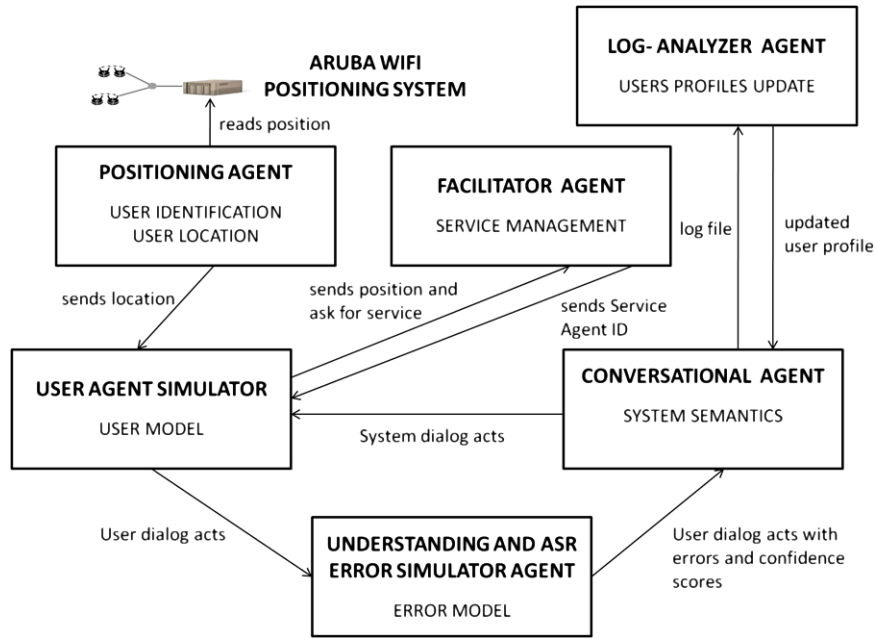 ARUBA WIFI
POSITIONING SYSTEM
reads position
LOG- ANALYZER AGENT
USERS PROFILES UPDATE
POSITIONING AGENT
USER IDENTIFICATION
USER LOCATION
FACILITATOR AGENT
SERVICE MANAGEMENT
log file
updated
user profile
sends location
sends position and
ask for service
sends Service
Agent ID
USER AGENT SIMULATOR
USER MODEL
CONVERSATIONAL AGENT
SYSTEM SEMANTICS
System dialog acts
User dialog acts
UNDERSTANDING AND ASR
ERROR SIMULATOR AGENT
ERROR MODEL
User dialog acts with
errors and confidence
scores